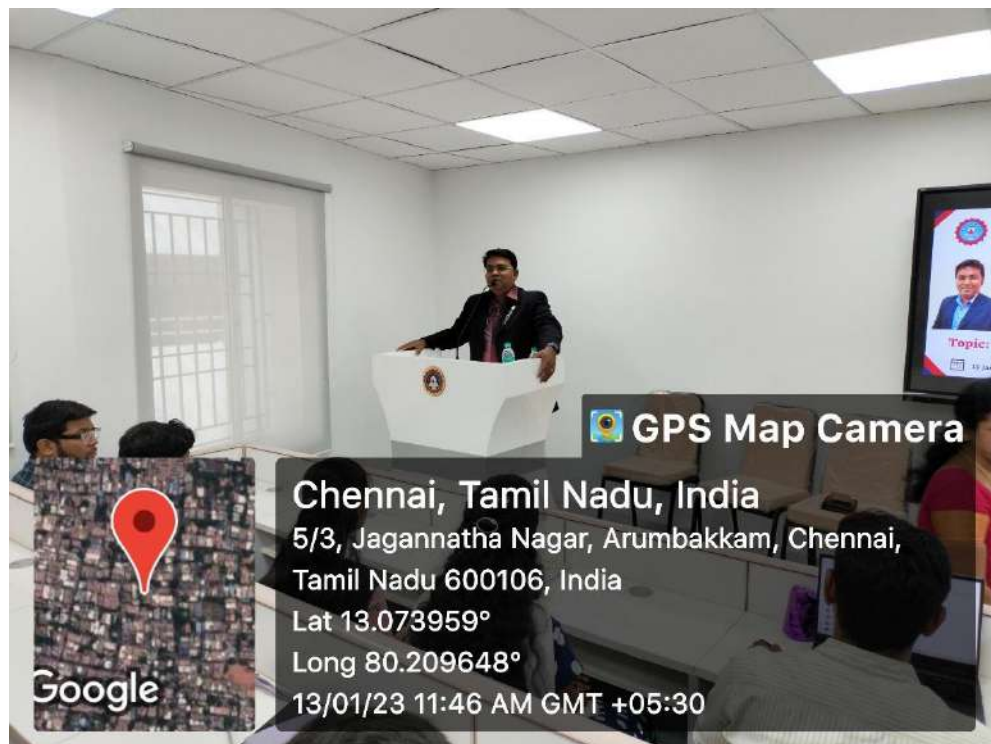 Topic:
GPS Map Camera
Chennai, Tamil Nadu, India
5/3, Jagannatha Nagar, Arumbakkam, Chennai,
Tamil Nadu 600106, India
Lat 13.073959°
Long 80.209648°
13/01/23 11:46 AM GMT +05:30
Google